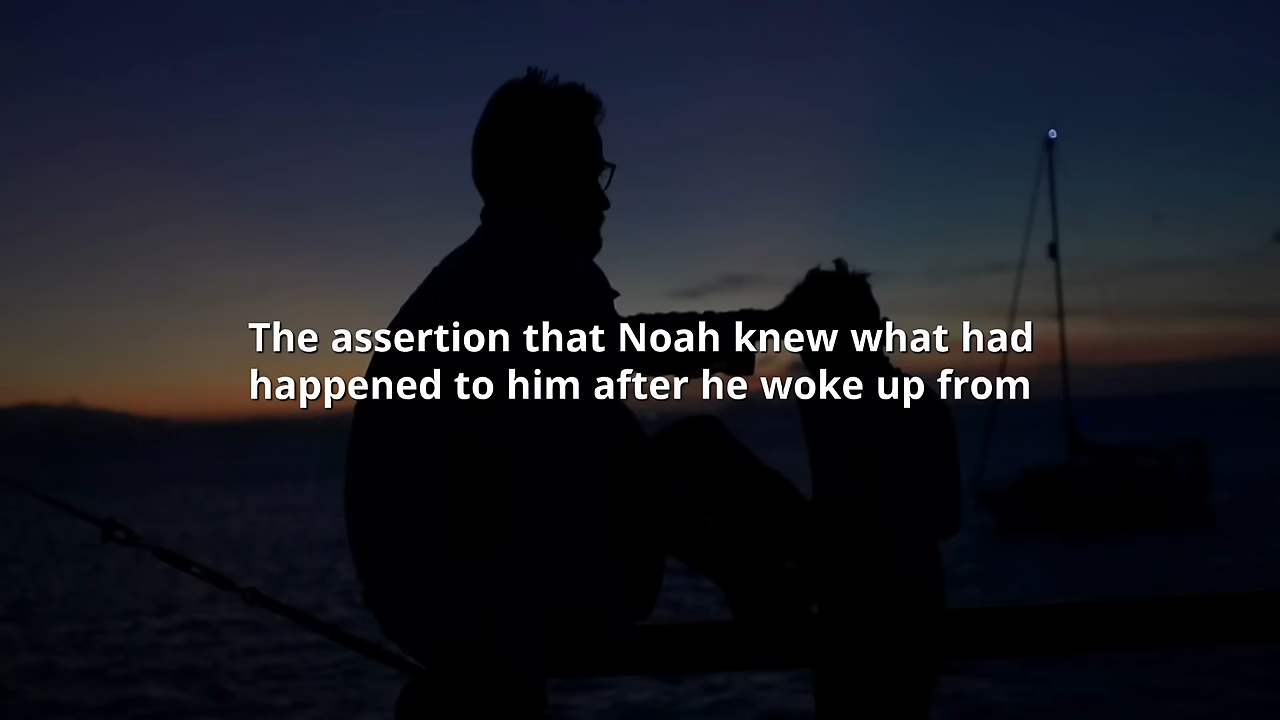 The assertion that Noah knew what had
happened to him after he woke up from